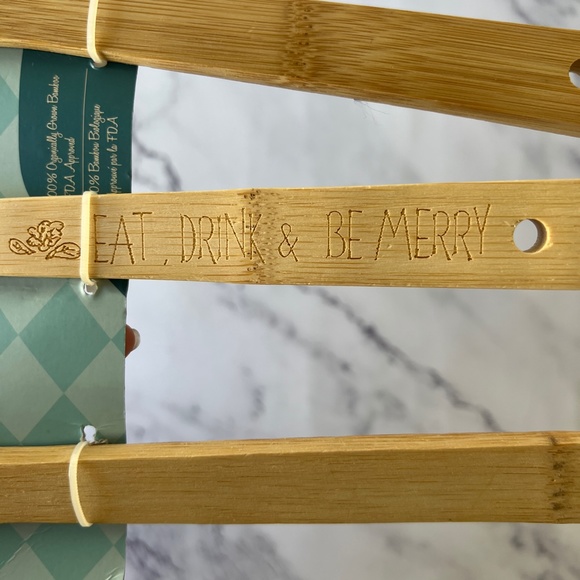 100% Organically Grown Bamboo
FDA Approved
100% Bambou Biologique
approuvé par la FDA
EAT, DRINK & BE MERRY